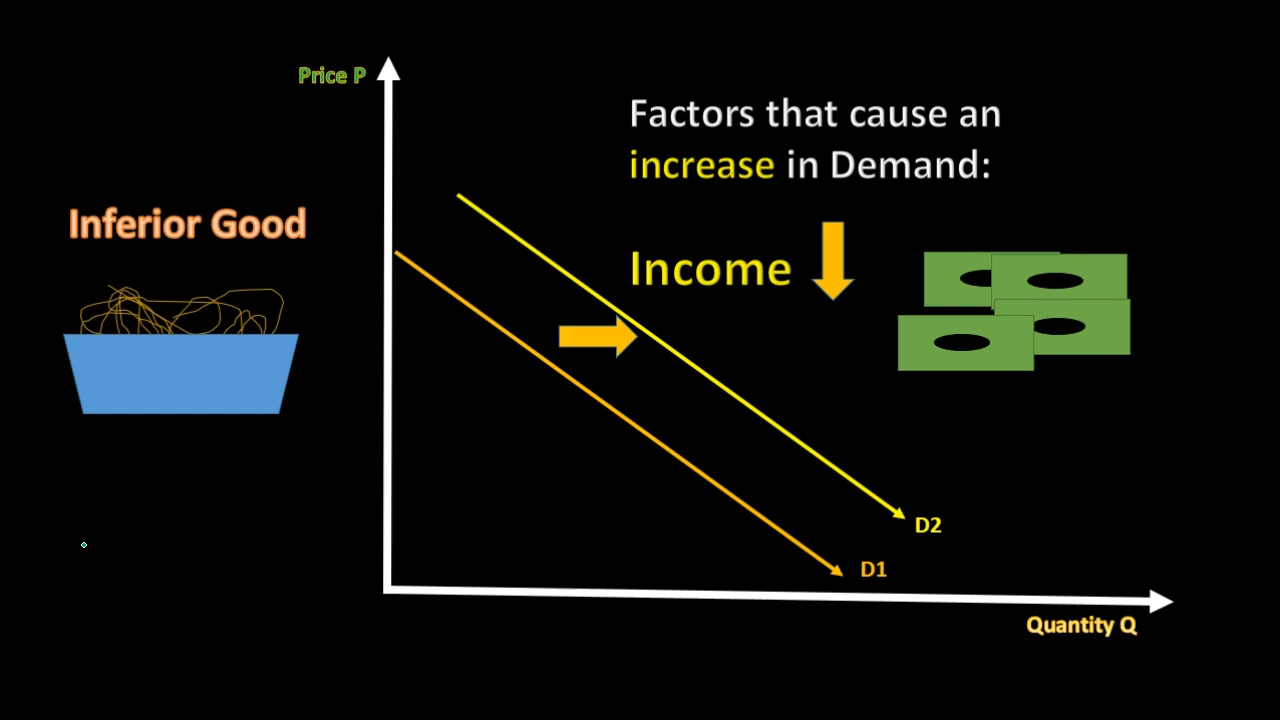 Price P
Factors that cause an
increase in Demand:
Inferior Good
Income
D2
D1
Quantity Q